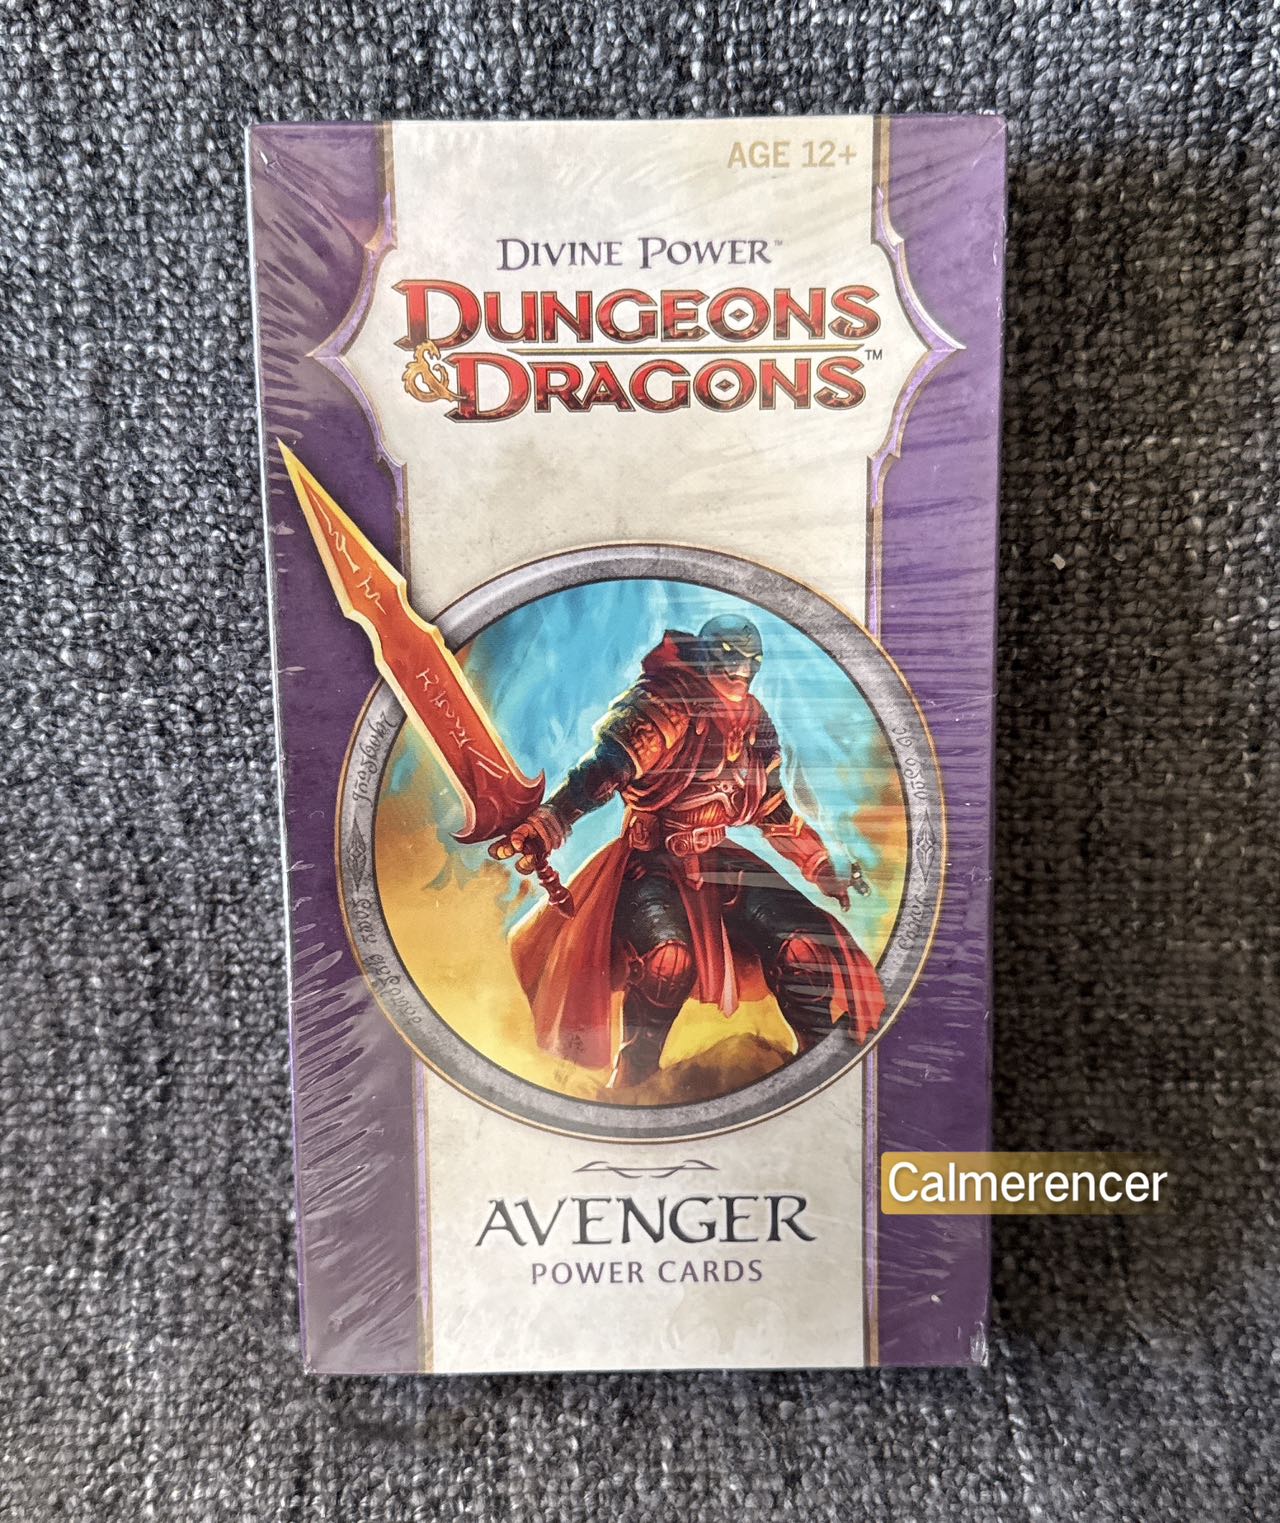 AGE 12+
DIVINE POWER™
DUNGEONS
& DRAGONS™
Calmerencer
AVENGER
POWER CARDS